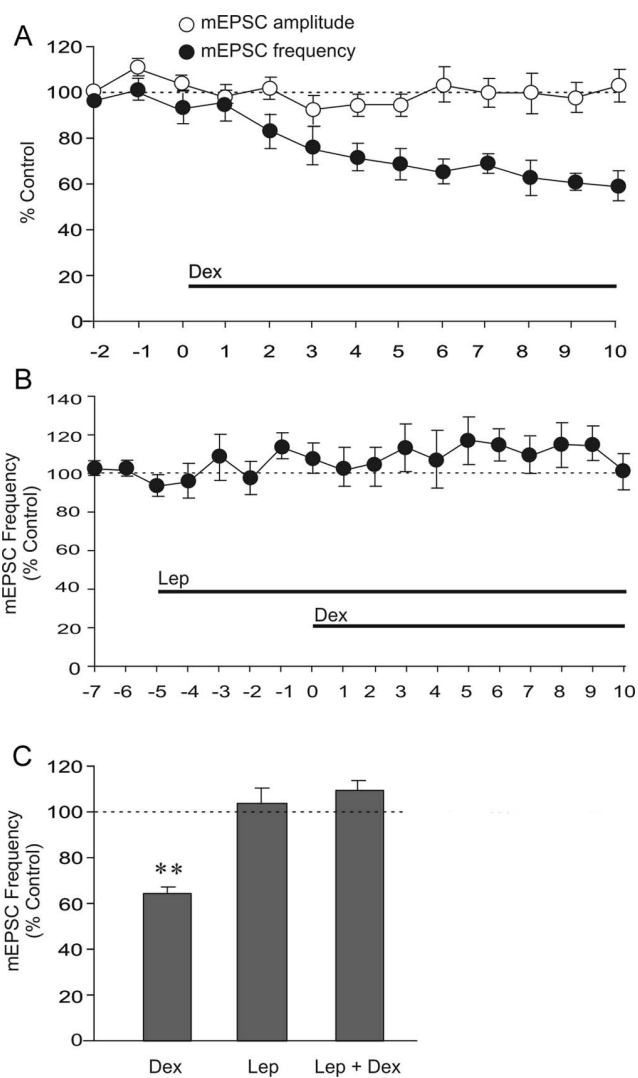 A
mEPSC amplitude
mEPSC frequency
120
100
80
60
40
20
0
% Control
Dex
-2 -1 0 1 2 3 4 5 6 7 8 9 10
B
140
120
100
80
60
40
20
0
mEPSC Frequency
(% Control)
Lep
Dex
-7 -6 -5 -4 -3 -2 -1 0 1 2 3 4 5 6 7 8 9 10
C
120
100
80
60
40
20
0
mEPSC Frequency
(% Control)
**
Dex Lep Lep + Dex